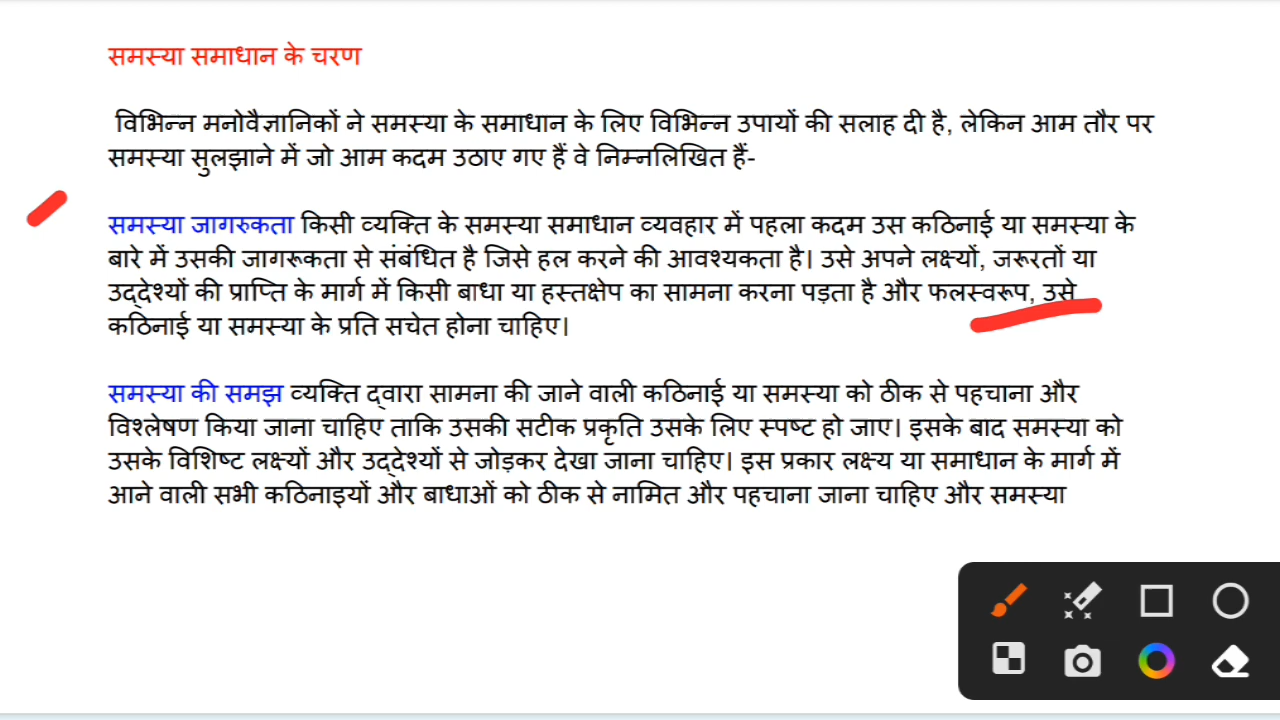 समस्या समाधान के चरण
विभिन्न मनोवैज्ञानिकों ने समस्या के समाधान के लिए विभिन्न उपायों की सलाह दी है, लेकिन आम तौर पर
समस्या सुलझाने में जो आम कदम उठाए गए हैं वे निम्नलिखित हैं-
समस्या जागरुकता किसी व्यक्ति के समस्या समाधान व्यवहार में पहला कदम उस कठिनाई या समस्या के
बारे में उसकी जागरूकता से संबंधित है जिसे हल करने की आवश्यकता है। उसे अपने लक्ष्यों, जरूरतों या
उद्देश्यों की प्राप्ति के मार्ग में किसी बाधा या हस्तक्षेप का सामना करना पड़ता है और फलस्वरूप, उसे
कठिनाई या समस्या के प्रति सचेत होना चाहिए।
समस्या की समझ व्यक्ति द्वारा सामना की जाने वाली कठिनाई या समस्या को ठीक से पहचाना और
विश्लेषण किया जाना चाहिए ताकि उसकी सटीक प्रकृति उसके लिए स्पष्ट हो जाए। इसके बाद समस्या को
उसके विशिष्ट लक्ष्यों और उद्देश्यों से जोड़कर देखा जाना चाहिए। इस प्रकार लक्ष्य या समाधान के मार्ग में
आने वाली सभी कठिनाइयों और बाधाओं को ठीक से नामित और पहचाना जाना चाहिए और समस्या